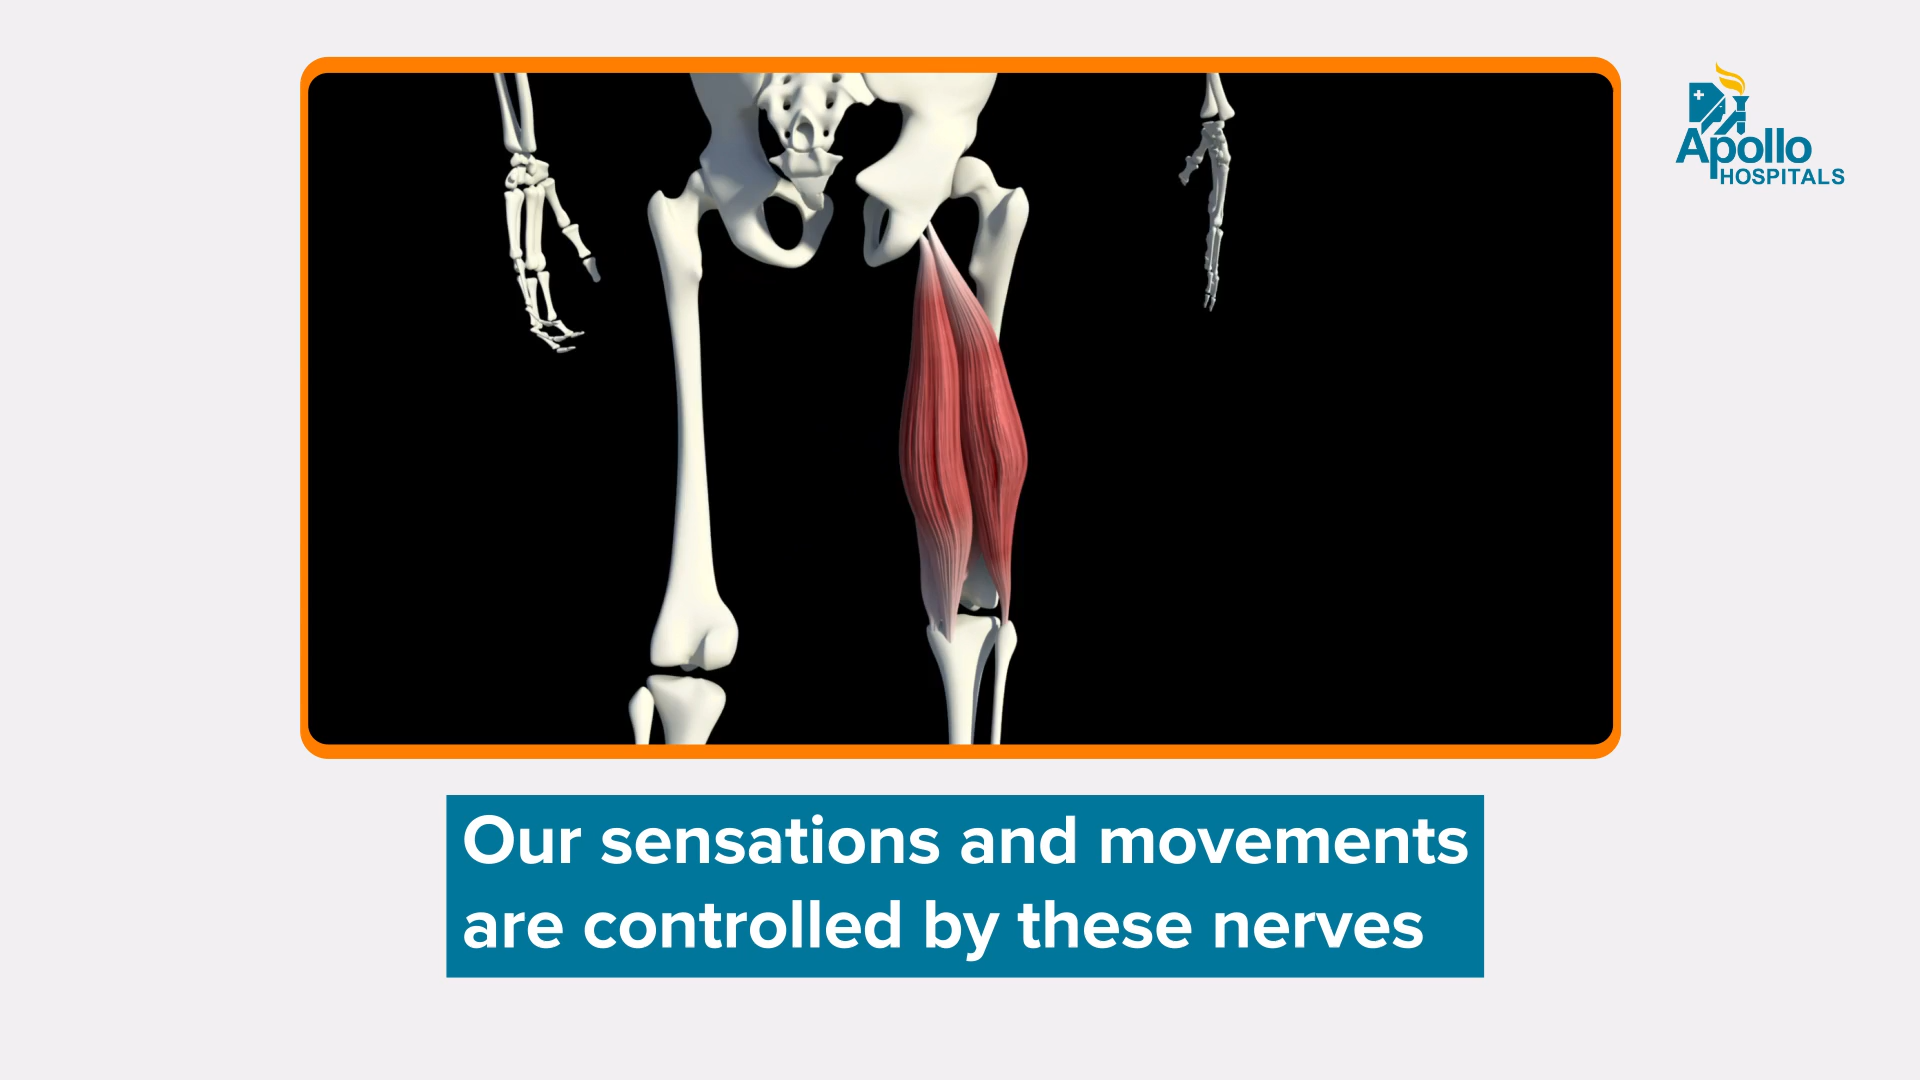 Apollo
HOSPITALS
Our sensations and movements
are controlled by these nerves